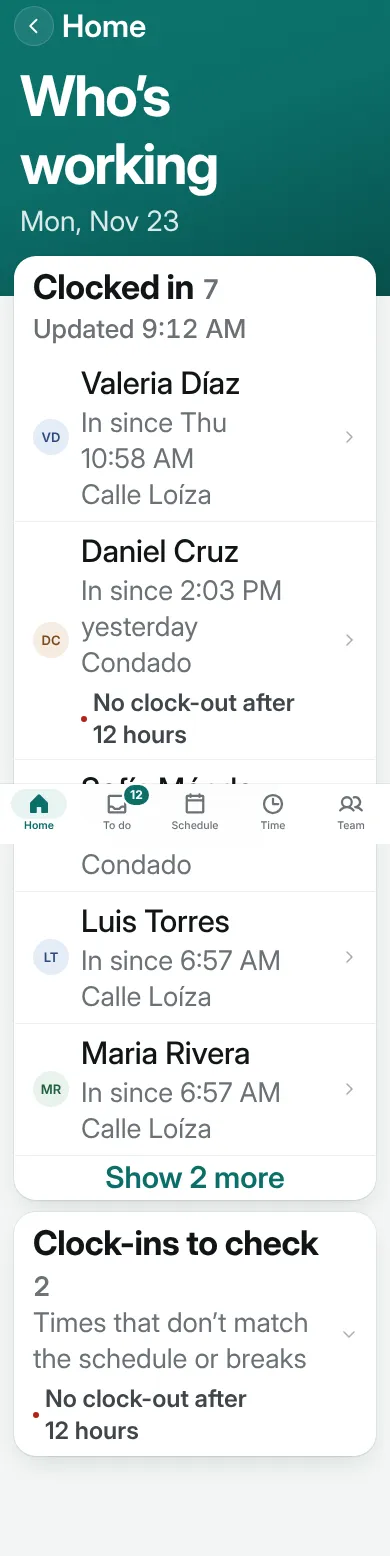 Home
Who’s
working
Mon, Nov 23
Clocked in 7
Updated 9:12 AM
VD
Valeria Díaz
In since Thu
10:58 AM
Calle Loíza
DC
Daniel Cruz
In since 2:03 PM
yesterday
Condado
No clock-out after
12 hours
12
Home
To do
Schedule
Time
Team
Condado
LT
Luis Torres
In since 6:57 AM
Calle Loíza
MR
Maria Rivera
In since 6:57 AM
Calle Loíza
Show 2 more
Clock-ins to check
2
Times that don’t match
the schedule or breaks
No clock-out after
12 hours